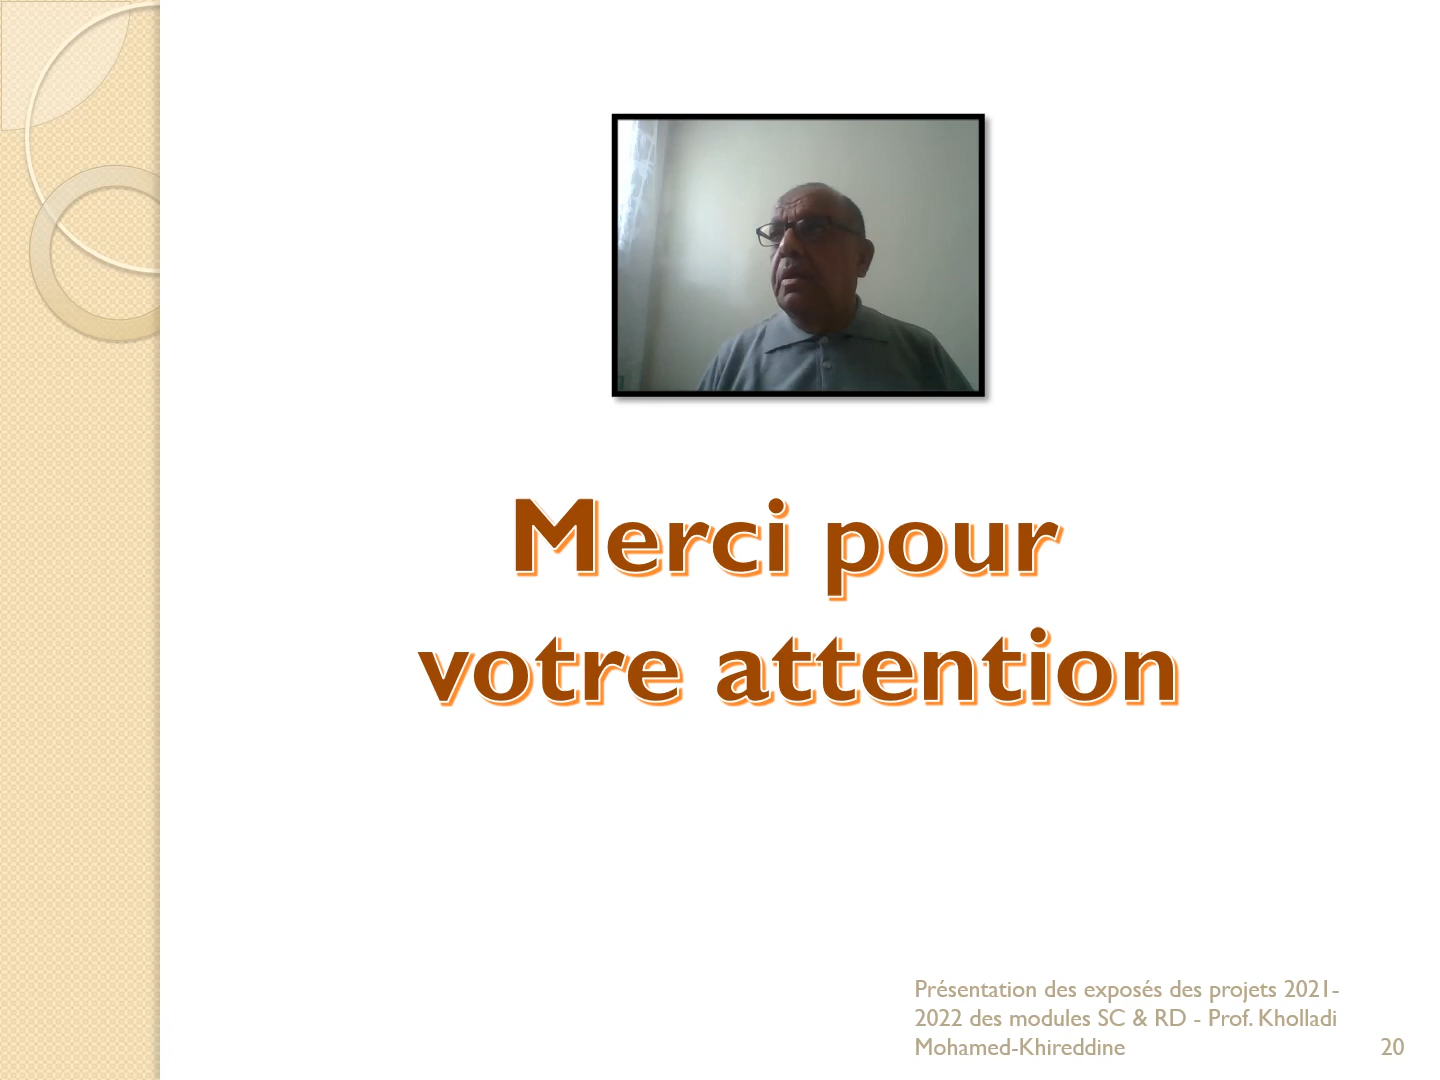 Merci pour
votre attention
Présentation des exposés des projets 2021-
2022 des modules SC & RD - Prof. Kholladi
Mohamed-Khireddine
20